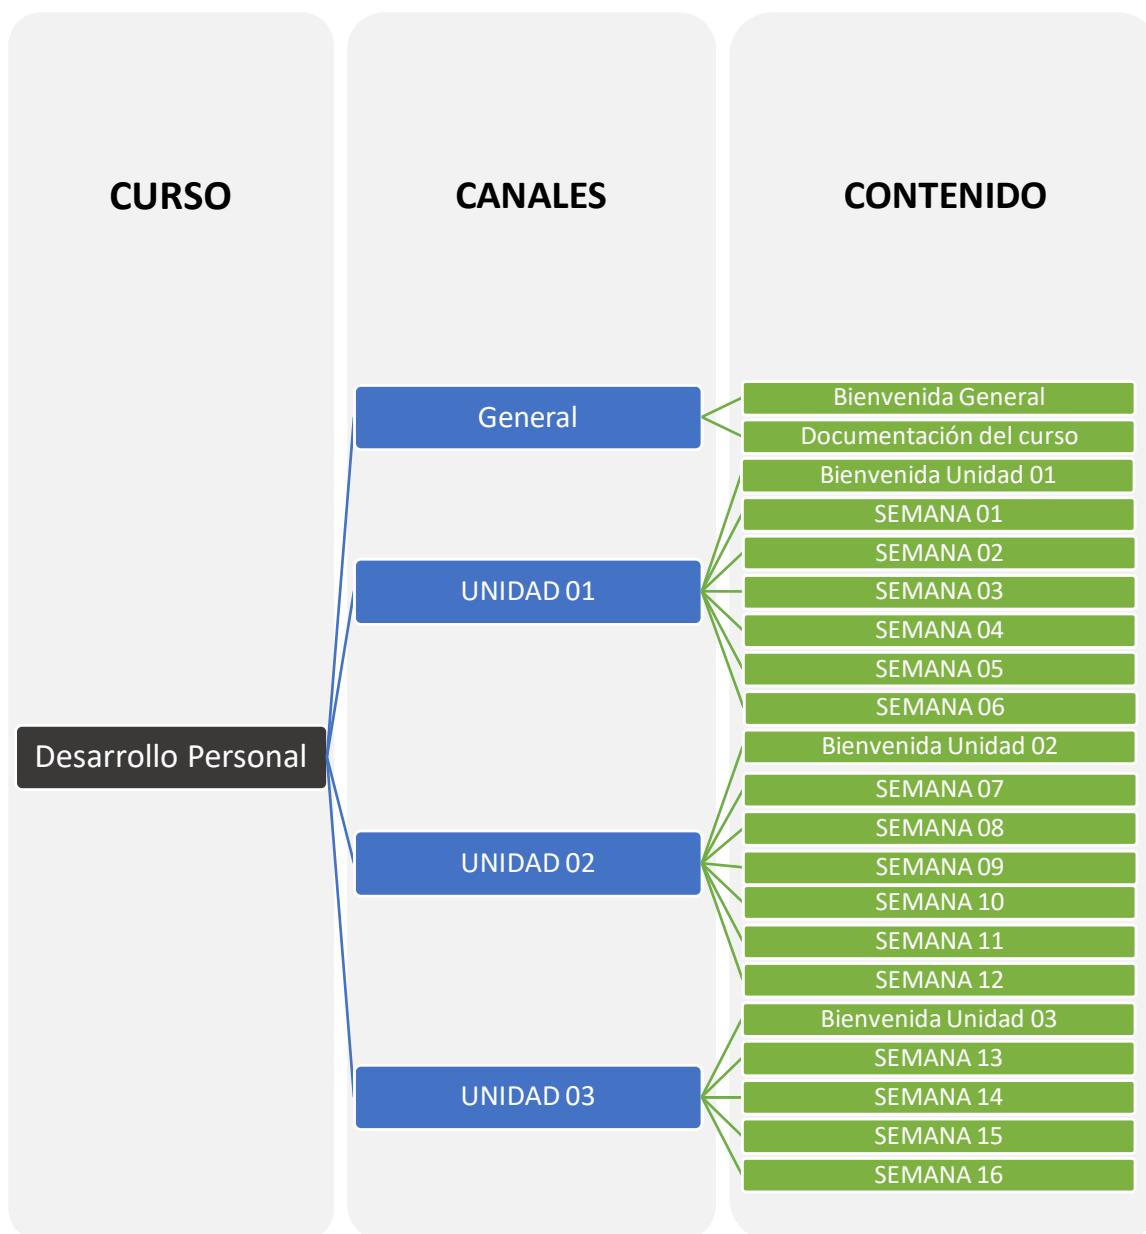 CURSO
CANALES
CONTENIDO
Desarrollo Personal
General
Bienvenida General
Documentación del curso
UNIDAD 01
Bienvenida Unidad 01
SEMANA 01
SEMANA 02
SEMANA 03
SEMANA 04
SEMANA 05
SEMANA 06
UNIDAD 02
Bienvenida Unidad 02
SEMANA 07
SEMANA 08
SEMANA 09
SEMANA 10
SEMANA 11
SEMANA 12
UNIDAD 03
Bienvenida Unidad 03
SEMANA 13
SEMANA 14
SEMANA 15
SEMANA 16